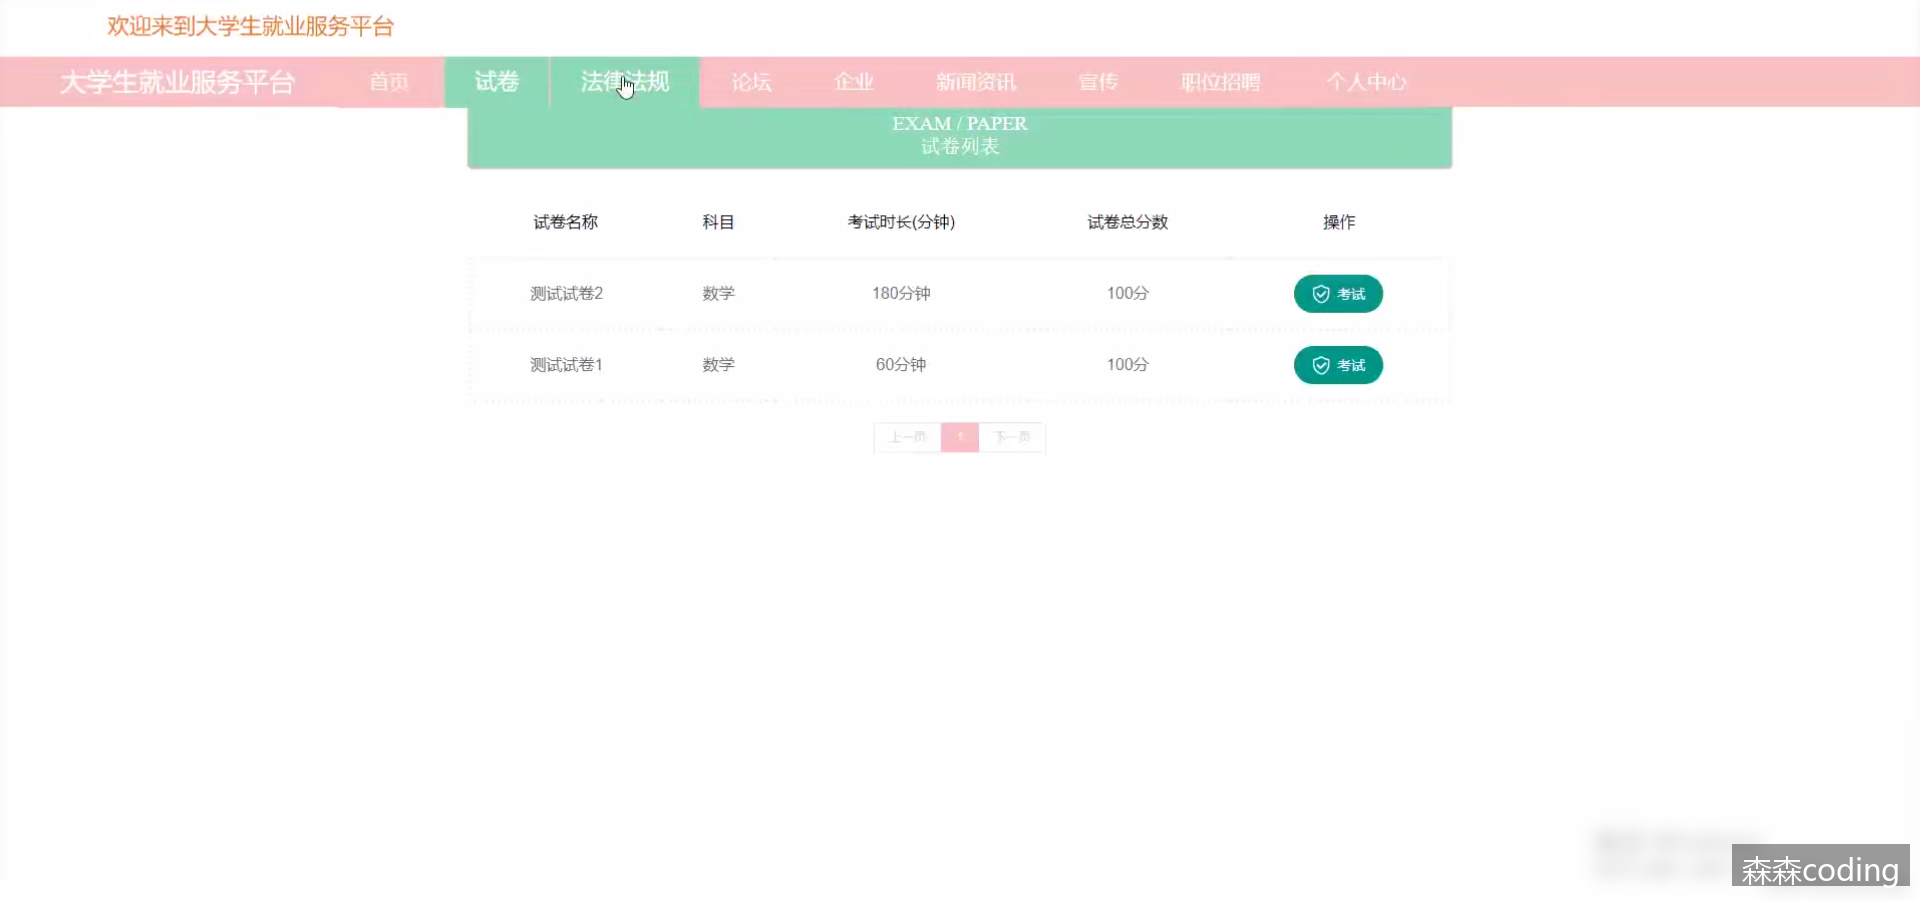 欢迎来到大学生就业服务平台
大学生就业服务平台 首页 试卷 法律法规 论坛 企业 新闻资讯 宣传 职位招聘 个人中心
EXAM / PAPER
试卷列表
试卷名称 科目 考试时长(分钟) 试卷总分数 操作
测试试卷2 数学 180分钟 100分 考试
测试试卷1 数学 60分钟 100分 考试
上一页 1 下一页
森森coding